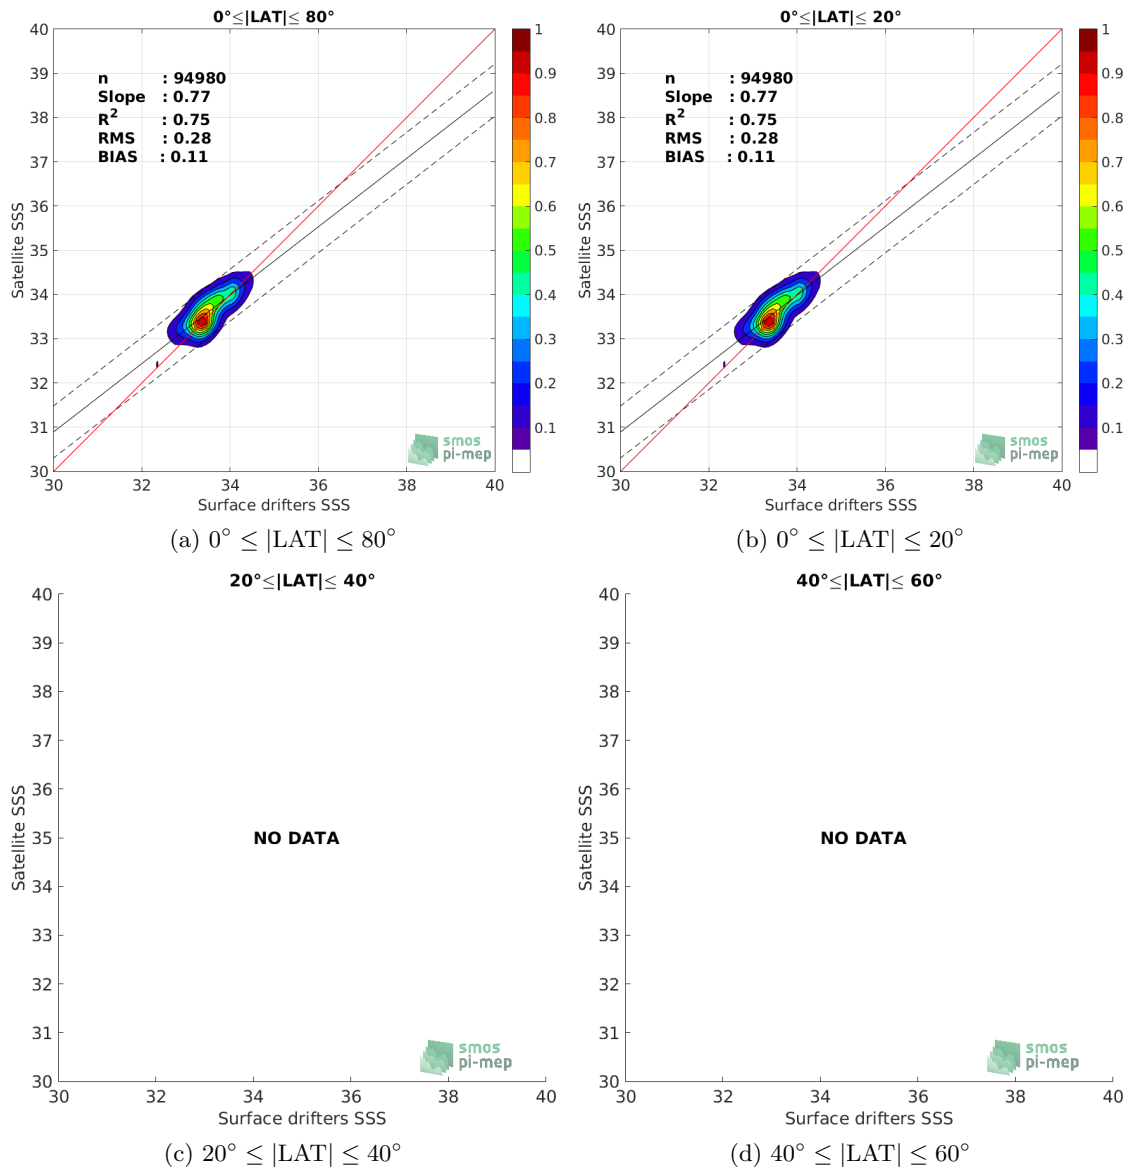 0°≤|LAT|≤ 80°
40
39
38
37
36
35
34
33
32
31
30
Satellite SSS
n : 94980
Slope : 0.77
R2 : 0.75
RMS : 0.28
BIAS : 0.11
smos
pi-mep
30 32 34 36 38 40
Surface drifters SSS
1
0.9
0.8
0.7
0.6
0.5
0.4
0.3
0.2
0.1
(a) 0° ≤ |LAT| ≤ 80°
0°≤|LAT|≤ 20°
40
39
38
37
36
35
34
33
32
31
30
Satellite SSS
n : 94980
Slope : 0.77
R2 : 0.75
RMS : 0.28
BIAS : 0.11
smos
pi-mep
30 32 34 36 38 40
Surface drifters SSS
1
0.9
0.8
0.7
0.6
0.5
0.4
0.3
0.2
0.1
(b) 0° ≤ |LAT| ≤ 20°
20°≤|LAT|≤ 40°
40
39
38
37
36
35
34
33
32
31
30
Satellite SSS
NO DATA
smos
pi-mep
30 32 34 36 38 40
Surface drifters SSS
(c) 20° ≤ |LAT| ≤ 40°
40°≤|LAT|≤ 60°
40
39
38
37
36
35
34
33
32
31
30
Satellite SSS
NO DATA
smos
pi-mep
30 32 34 36 38 40
Surface drifters SSS
(d) 40° ≤ |LAT| ≤ 60°